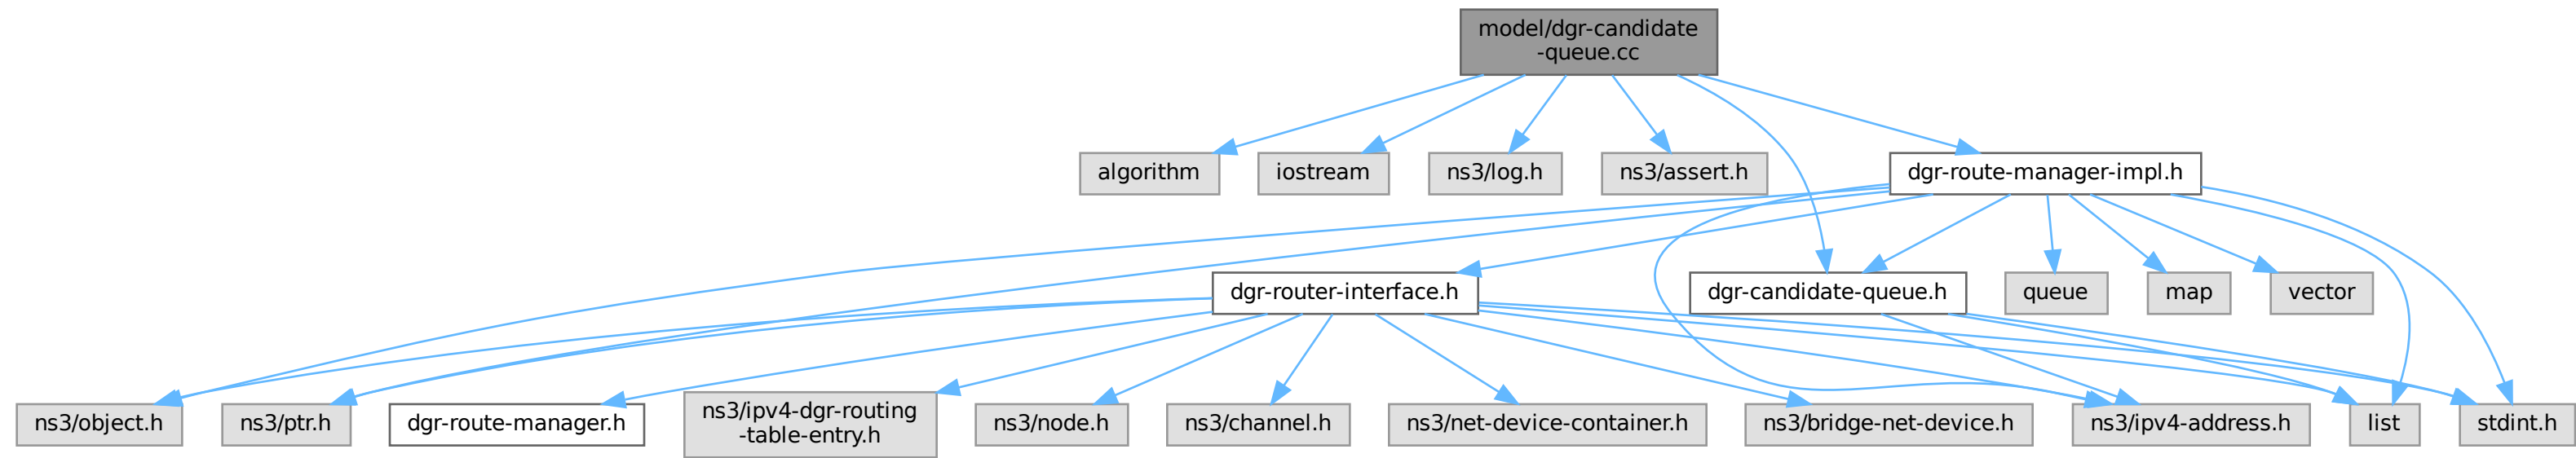 model/dgr-candidate
-queue.cc
algorithm
iostream
ns3/log.h
ns3/assert.h
dgr-route-manager-impl.h
dgr-router-interface.h
dgr-candidate-queue.h
queue
map
vector
ns3/object.h
ns3/ptr.h
dgr-route-manager.h
ns3/ipv4-dgr-routing
-table-entry.h
ns3/node.h
ns3/channel.h
ns3/net-device-container.h
ns3/bridge-net-device.h
ns3/ipv4-address.h
list
stdint.h